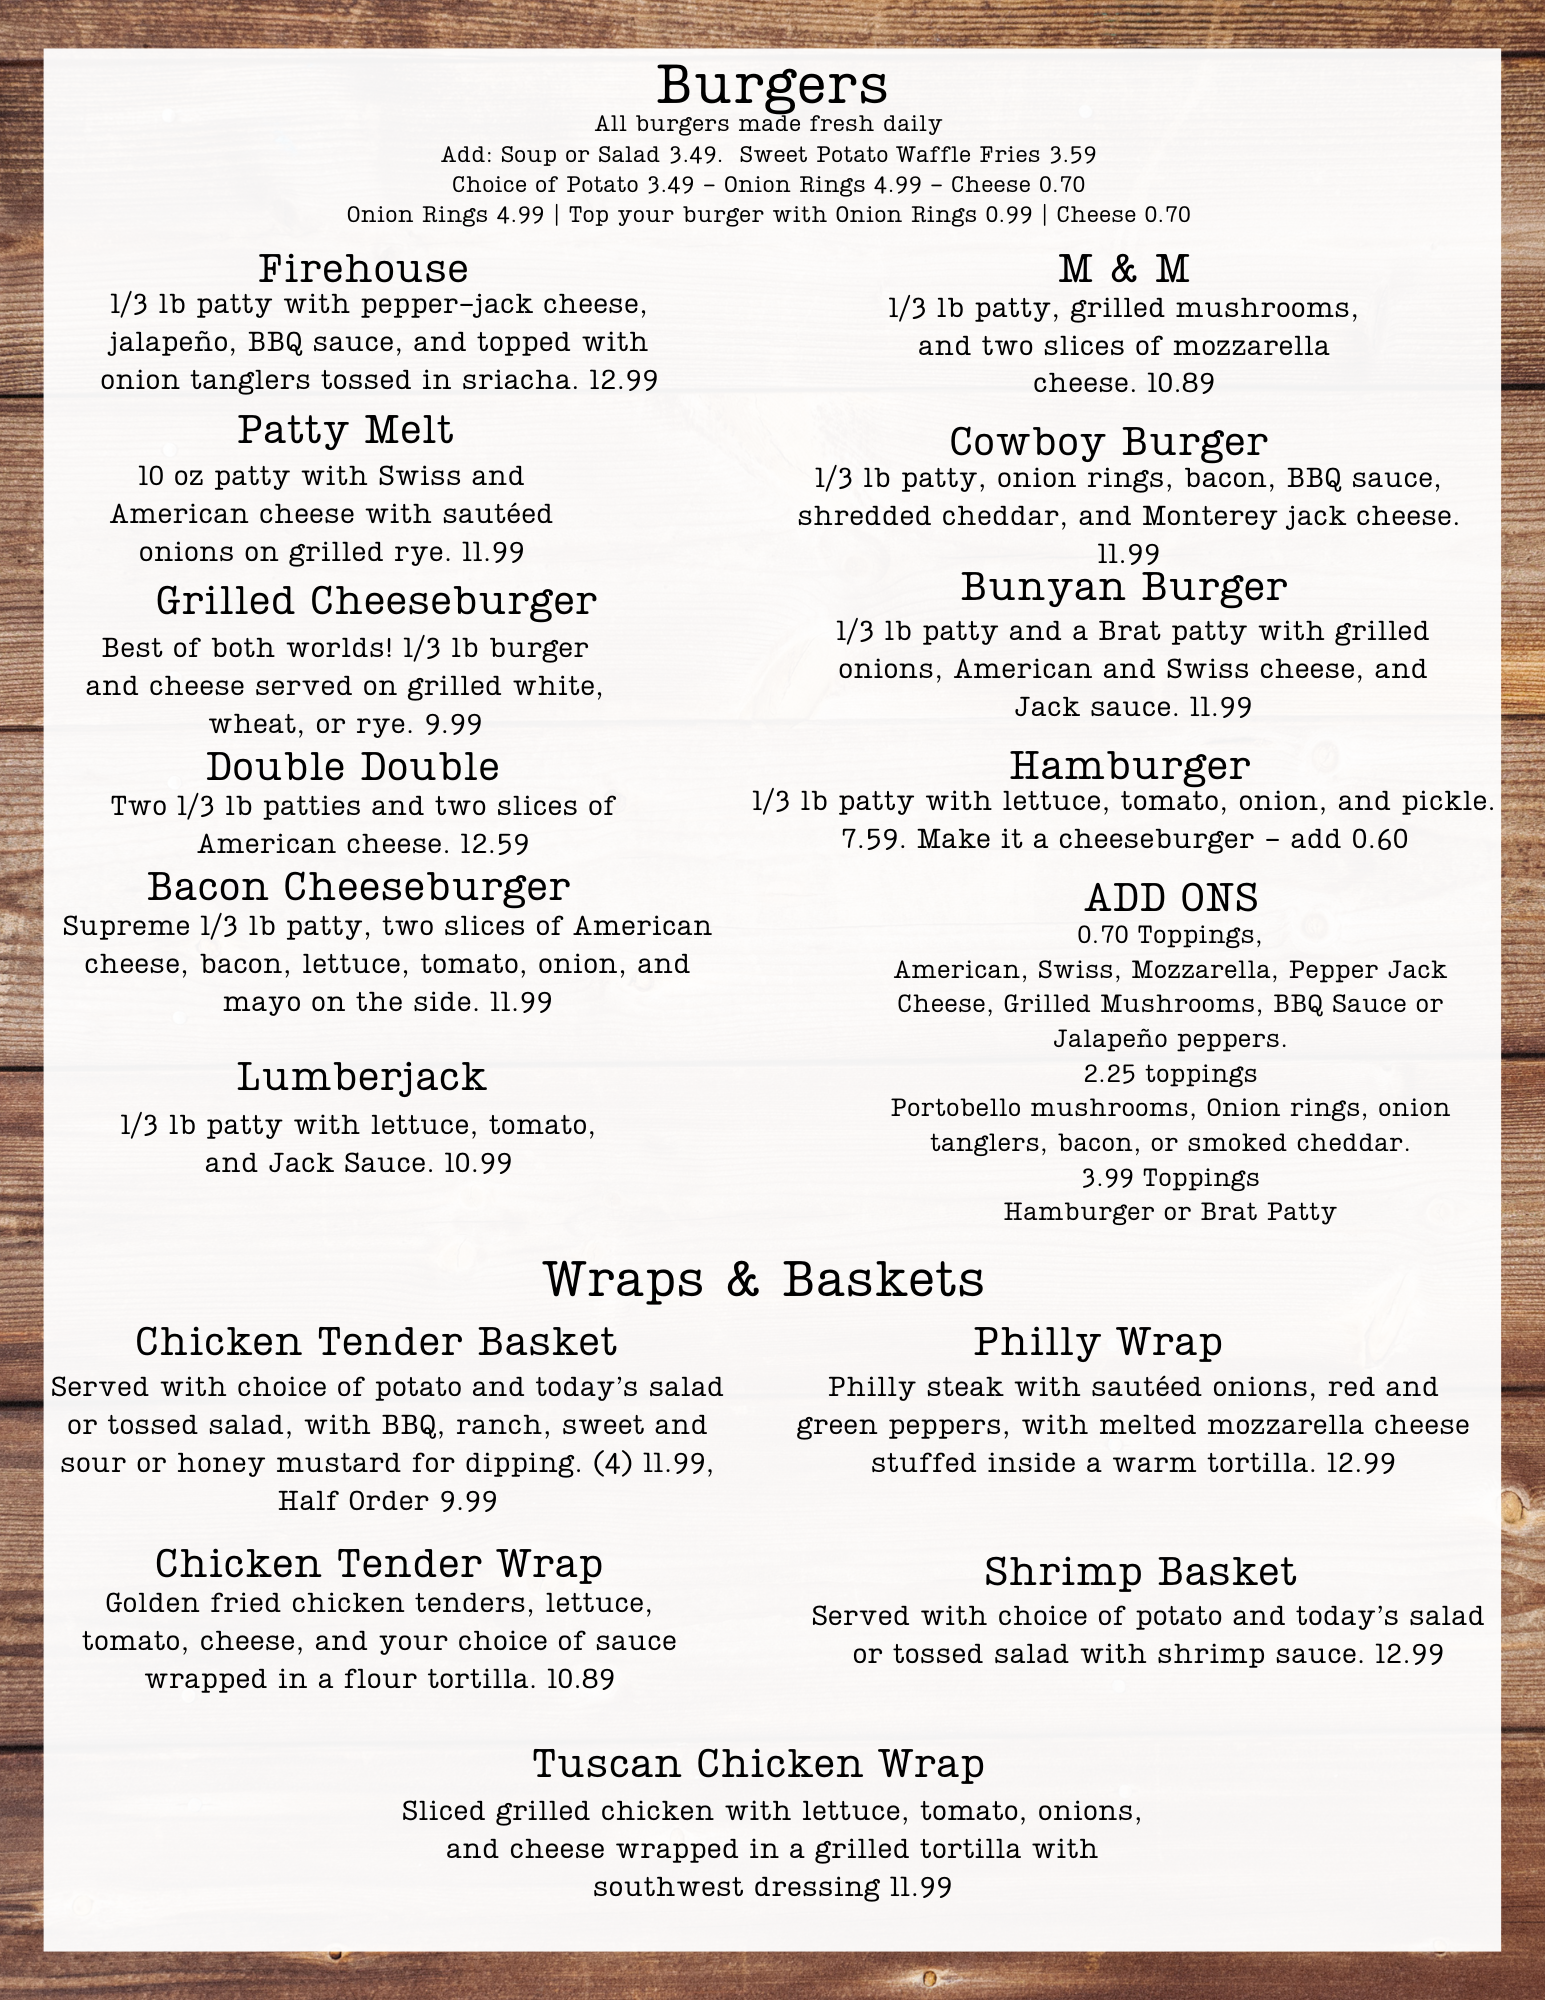 Burgers
All burgers made fresh daily
Add: Soup or Salad 3.49.  Sweet Potato Waffle Fries 3.59
Choice of Potato 3.49 - Onion Rings 4.99 - Cheese 0.70
Onion Rings 4.99 | Top your burger with Onion Rings 0.99 | Cheese 0.70
Firehouse
1/3 lb patty with pepper-jack cheese,
jalapeño, BBQ sauce, and topped with
onion tanglers tossed in sriacha. 12.99
Patty Melt
10 oz patty with Swiss and
American cheese with sautéed
onions on grilled rye. 11.99
Grilled Cheeseburger
Best of both worlds! 1/3 lb burger
and cheese served on grilled white,
wheat, or rye. 9.99
Double Double
Two 1/3 lb patties and two slices of
American cheese. 12.59
Bacon Cheeseburger
Supreme 1/3 lb patty, two slices of American
cheese, bacon, lettuce, tomato, onion, and
mayo on the side. 11.99
Lumberjack
1/3 lb patty with lettuce, tomato,
and Jack Sauce. 10.99
M & M
1/3 lb patty, grilled mushrooms,
and two slices of mozzarella
cheese. 10.89
Cowboy Burger
1/3 lb patty, onion rings, bacon, BBQ sauce,
shredded cheddar, and Monterey jack cheese.
11.99
Bunyan Burger
1/3 lb patty and a Brat patty with grilled
onions, American and Swiss cheese, and
Jack sauce. 11.99
Hamburger
1/3 lb patty with lettuce, tomato, onion, and pickle.
7.59. Make it a cheeseburger - add 0.60
ADD ONS
0.70 Toppings,
American, Swiss, Mozzarella, Pepper Jack
Cheese, Grilled Mushrooms, BBQ Sauce or
Jalapeño peppers.
2.25 toppings
Portobello mushrooms, Onion rings, onion
tanglers, bacon, or smoked cheddar.
3.99 Toppings
Hamburger or Brat Patty
Wraps & Baskets
Chicken Tender Basket
Served with choice of potato and today's salad
or tossed salad, with BBQ, ranch, sweet and
sour or honey mustard for dipping. (4) 11.99,
Half Order 9.99
Chicken Tender Wrap
Golden fried chicken tenders, lettuce,
tomato, cheese, and your choice of sauce
wrapped in a flour tortilla. 10.89
Philly Wrap
Philly steak with sautéed onions, red and
green peppers, with melted mozzarella cheese
stuffed inside a warm tortilla. 12.99
Shrimp Basket
Served with choice of potato and today's salad
or tossed salad with shrimp sauce. 12.99
Tuscan Chicken Wrap
Sliced grilled chicken with lettuce, tomato, onions,
and cheese wrapped in a grilled tortilla with
southwest dressing 11.99